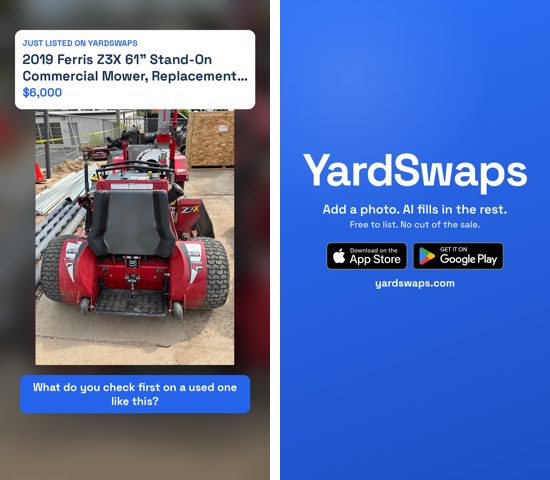 JUST LISTED ON YARDSWAPS
2019 Ferris Z3X 61" Stand-On
Commercial Mower, Replacement...
$6,000
Z3X
What do you check first on a used one
like this?
YardSwaps
Add a photo. AI fills in the rest.
Free to list. No cut of the sale.
Download on the
App Store
GET IT ON
Google Play
yardswaps.com